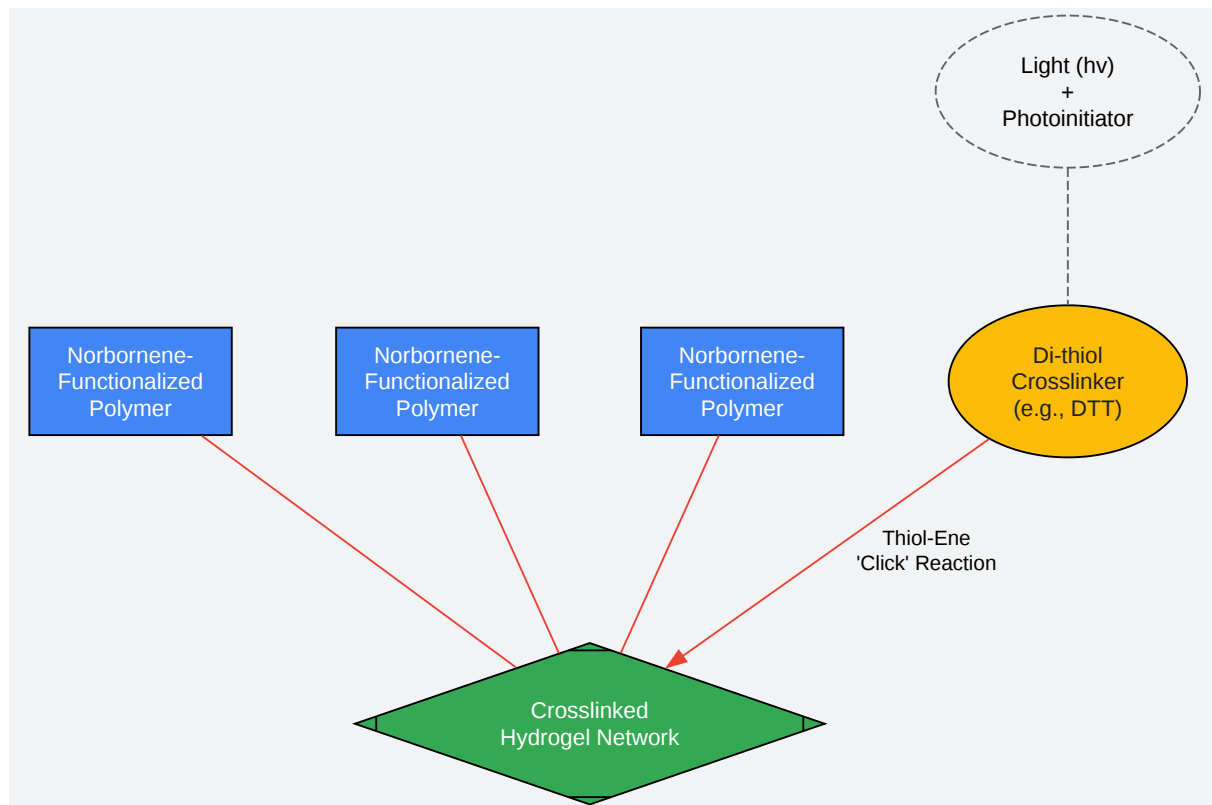 Light (hv)
+
Photoinitiator
Norbornene-
Functionalized
Polymer
Norbornene-
Functionalized
Polymer
Norbornene-
Functionalized
Polymer
Di-thiol
Crosslinker
(e.g., DTT)
Thiol-Ene
'Click' Reaction
Crosslinked
Hydrogel Network